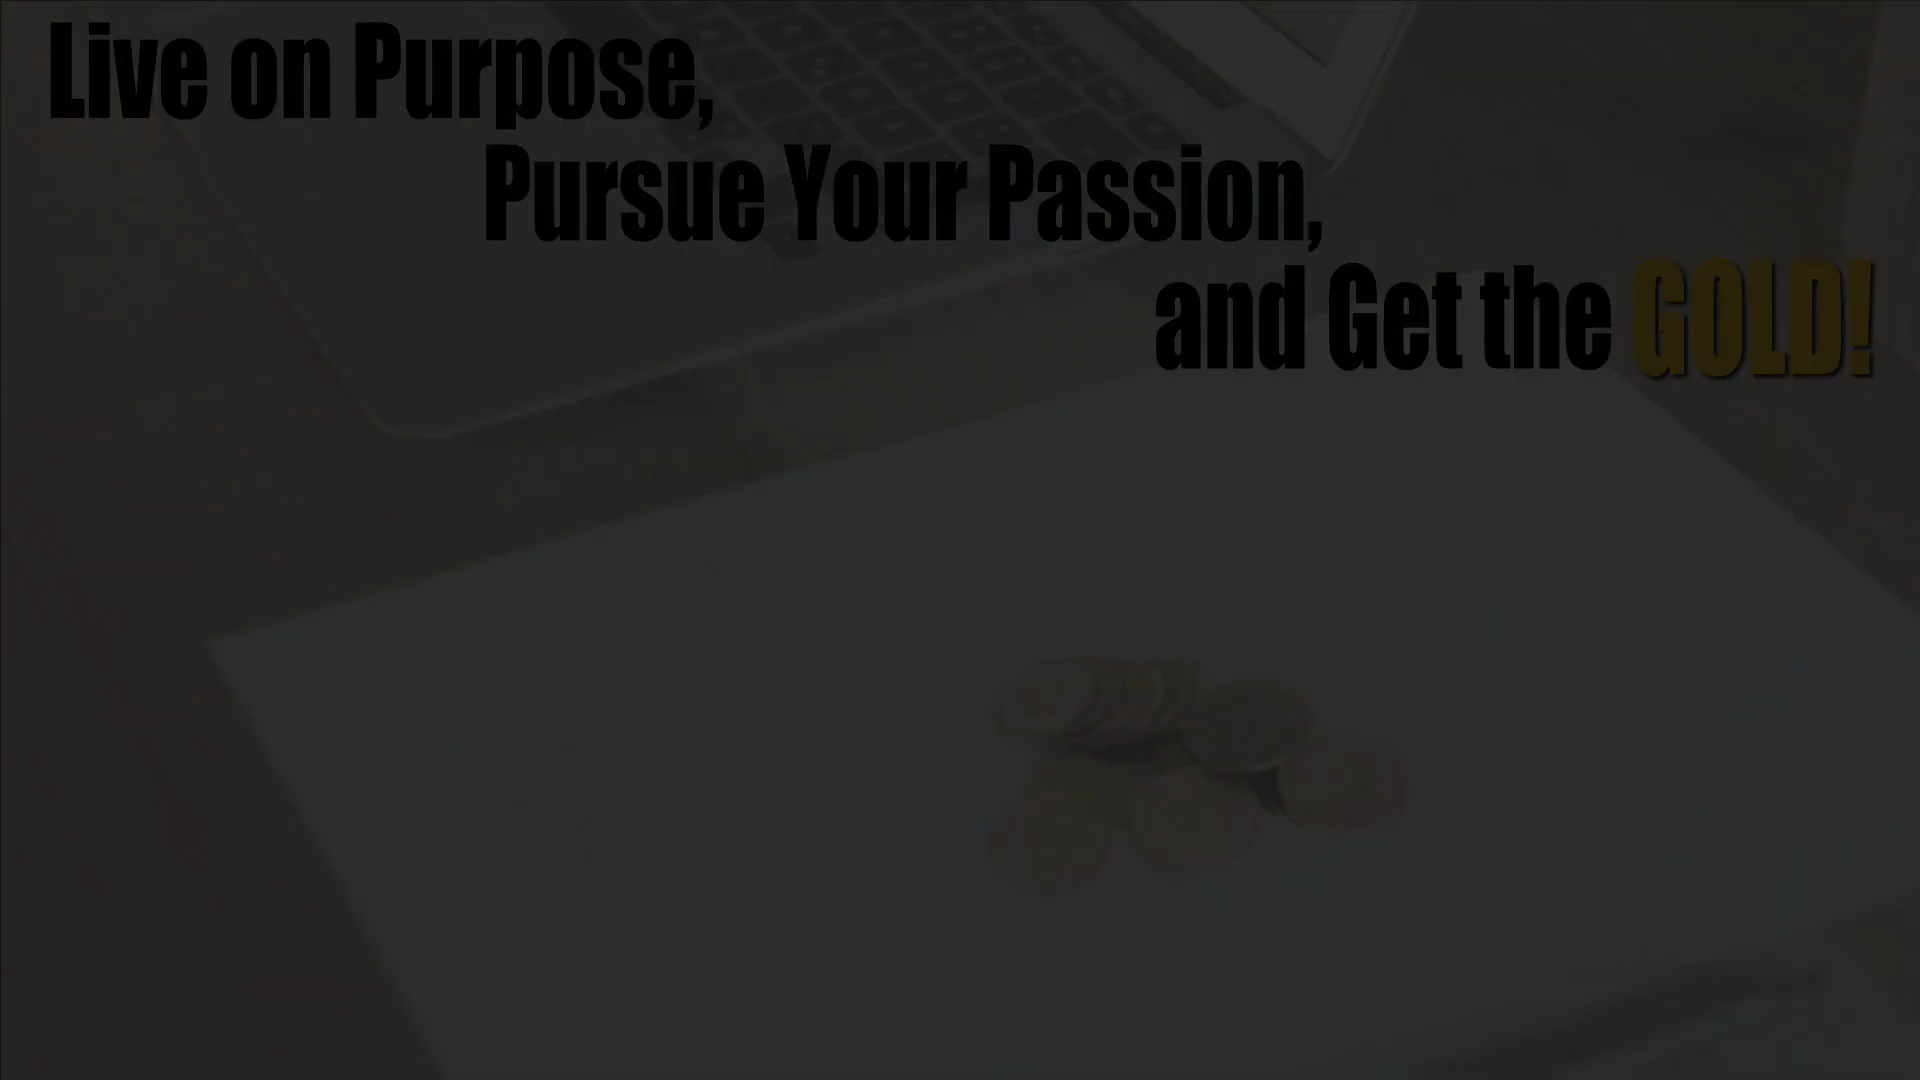 Live on Purpose,
Pursue Your Passion,
and Get the GOLD!